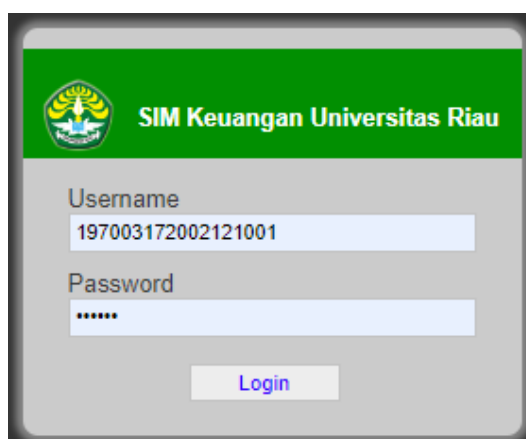 SIM Keuangan Universitas Riau
Username
197003172002121001
Password
••••••
Login